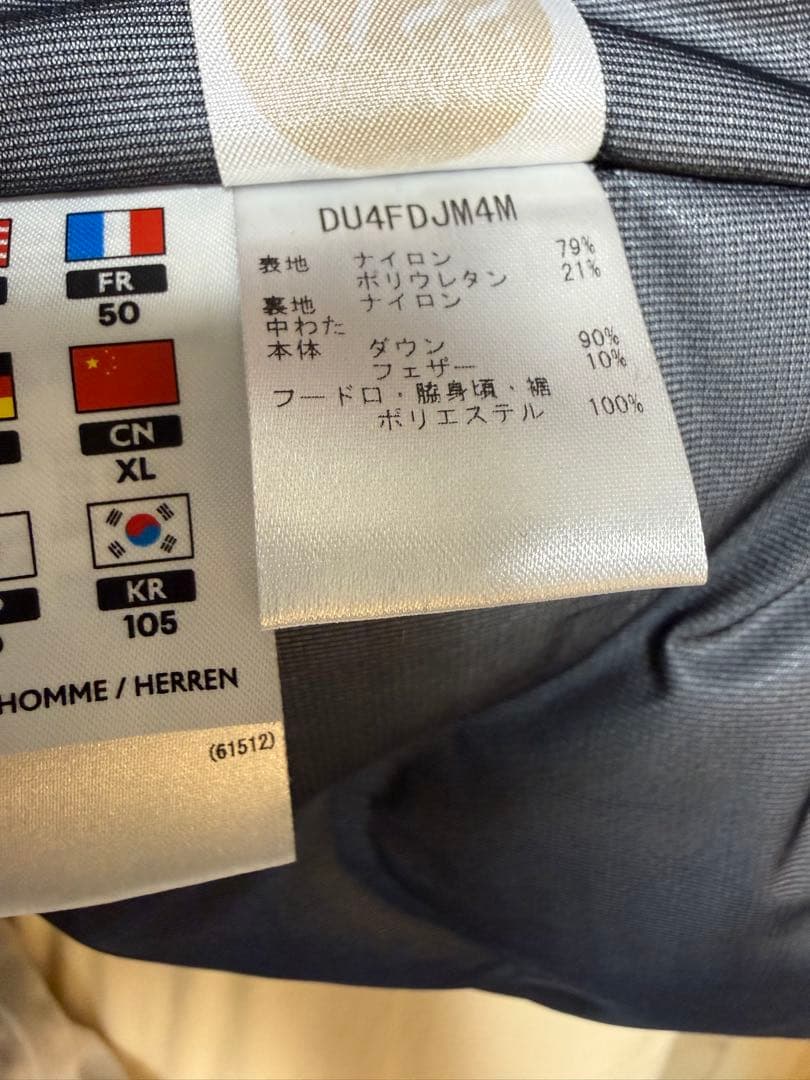 DU4FDJM4M
表地 ナイロン 79%
ポリウレタン 21%
裏地 ナイロン
中わた
本体 ダウン 90%
フェザー 10%
フードロ・脇身頃・裾
ポリエステル 100%
FR
50
CN
XL
KR
105
HOMME / HERREN
(61512)